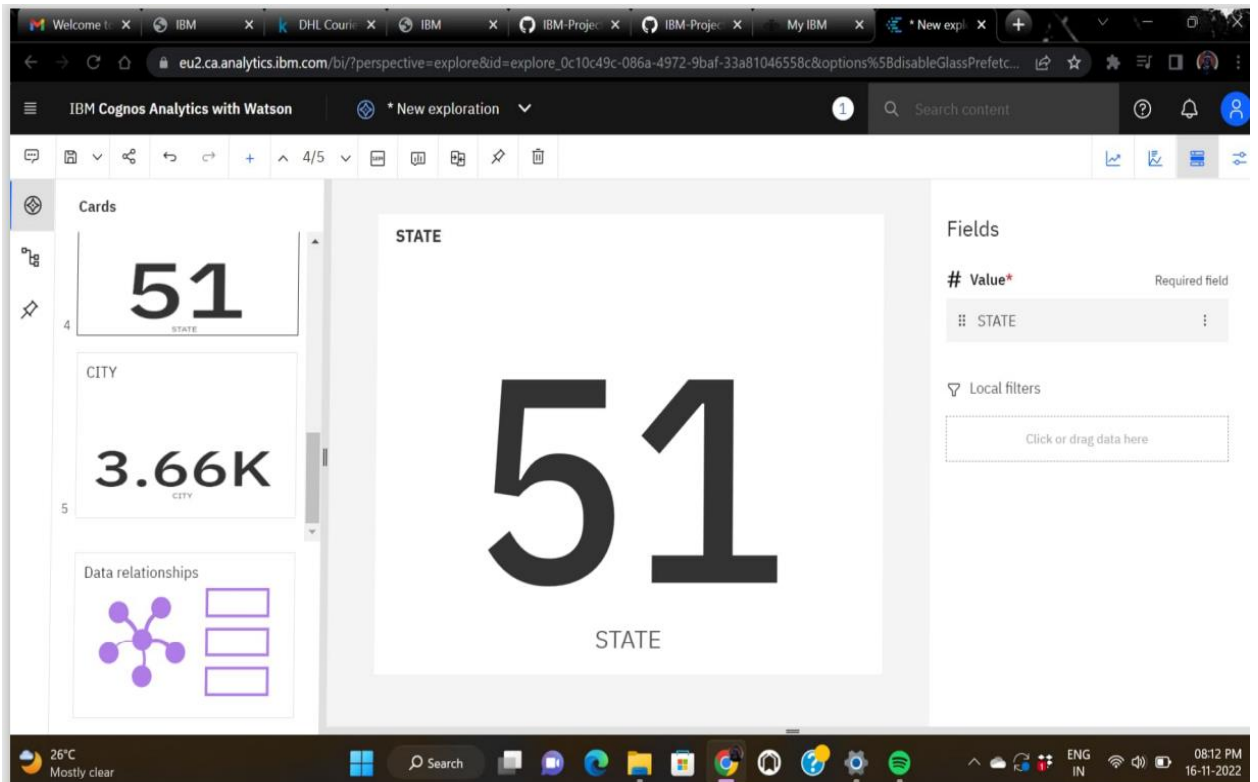 Welcome to
IBM
DHL Courie
IBM
IBM-Projec
IBM-Projec
My IBM
* New expl
eu2.ca.analytics.ibm.com/bi/?perspective=explore&id=explore_0c10c49c-086a-4972-9baf-33a81046558c&options%5BdisableGlassPrefetc...
IBM Cognos Analytics with Watson
* New exploration
1
Search content
4/5
Cards
51
STATE
4
CITY
3.66K
CITY
5
Data relationships
STATE
51
STATE
Fields
# Value*
Required field
STATE
Local filters
Click or drag data here
26°C
Mostly clear
Search
ENG
IN
08:12 PM
16-11-2022